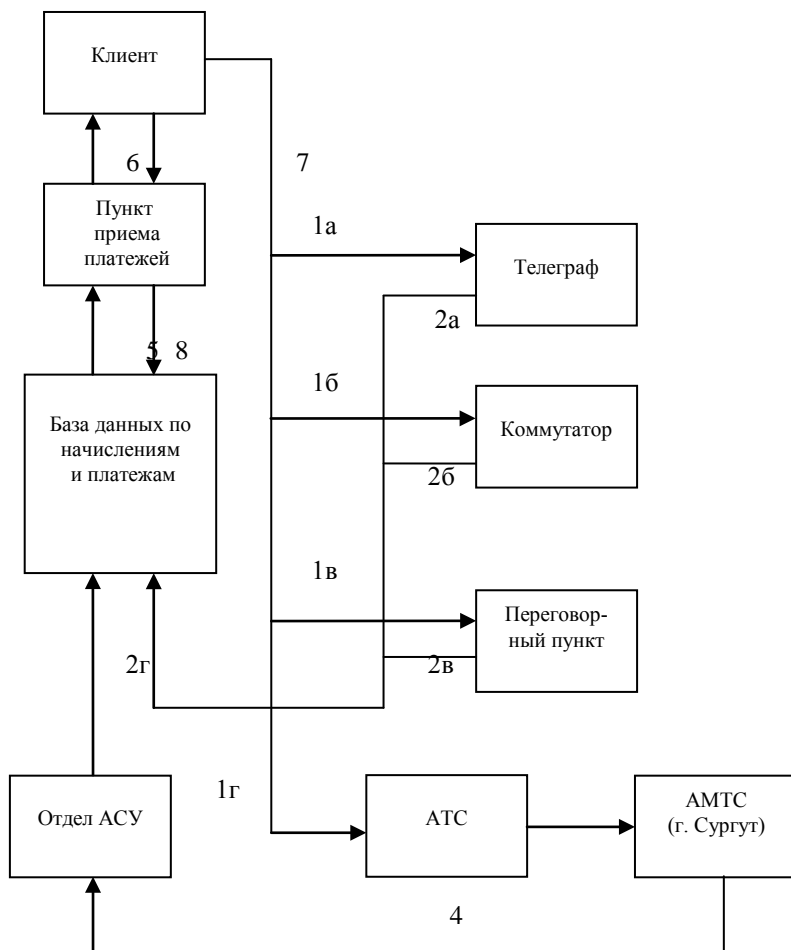 Клиент
6
7
Пункт
приема
платежей
1а
Телеграф
2а
5 8
1б
База данных по
начислениям
и платежам
Коммутатор
2б
1в
Переговор-
ный пункт
2г
2в
1г
Отдел АСУ
АТС
АМТС
(г. Сургут)
4